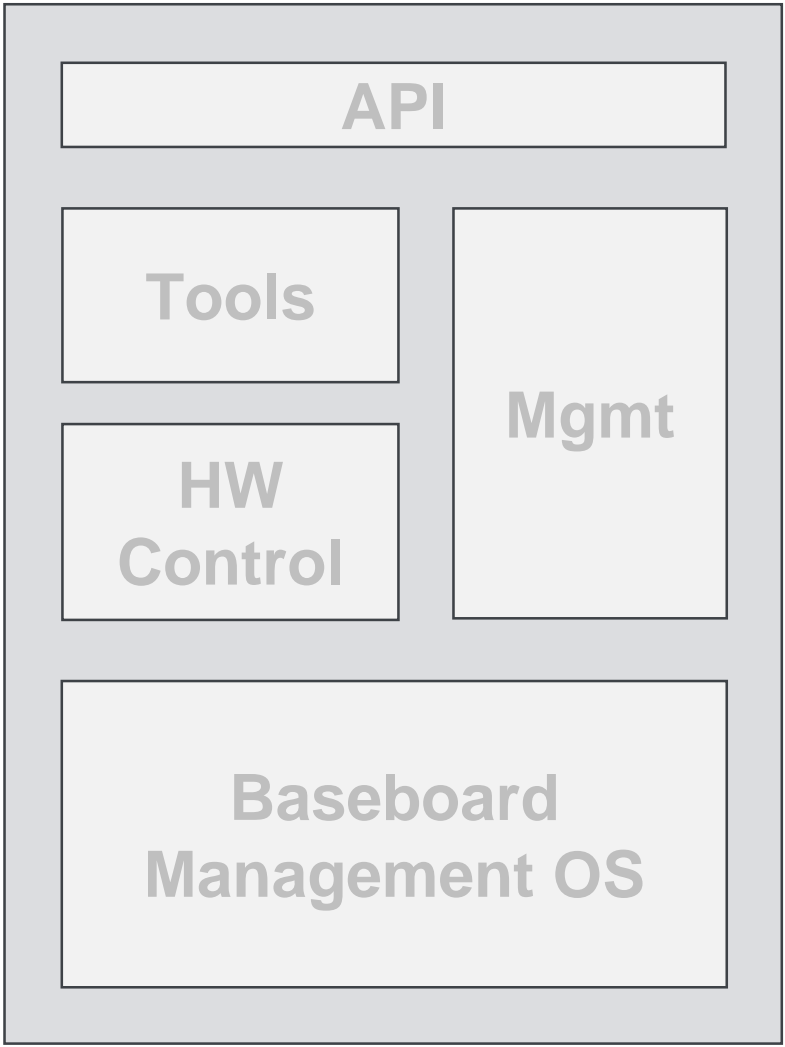 API
Tools
Mgmt
HW
Control
Baseboard
Management OS